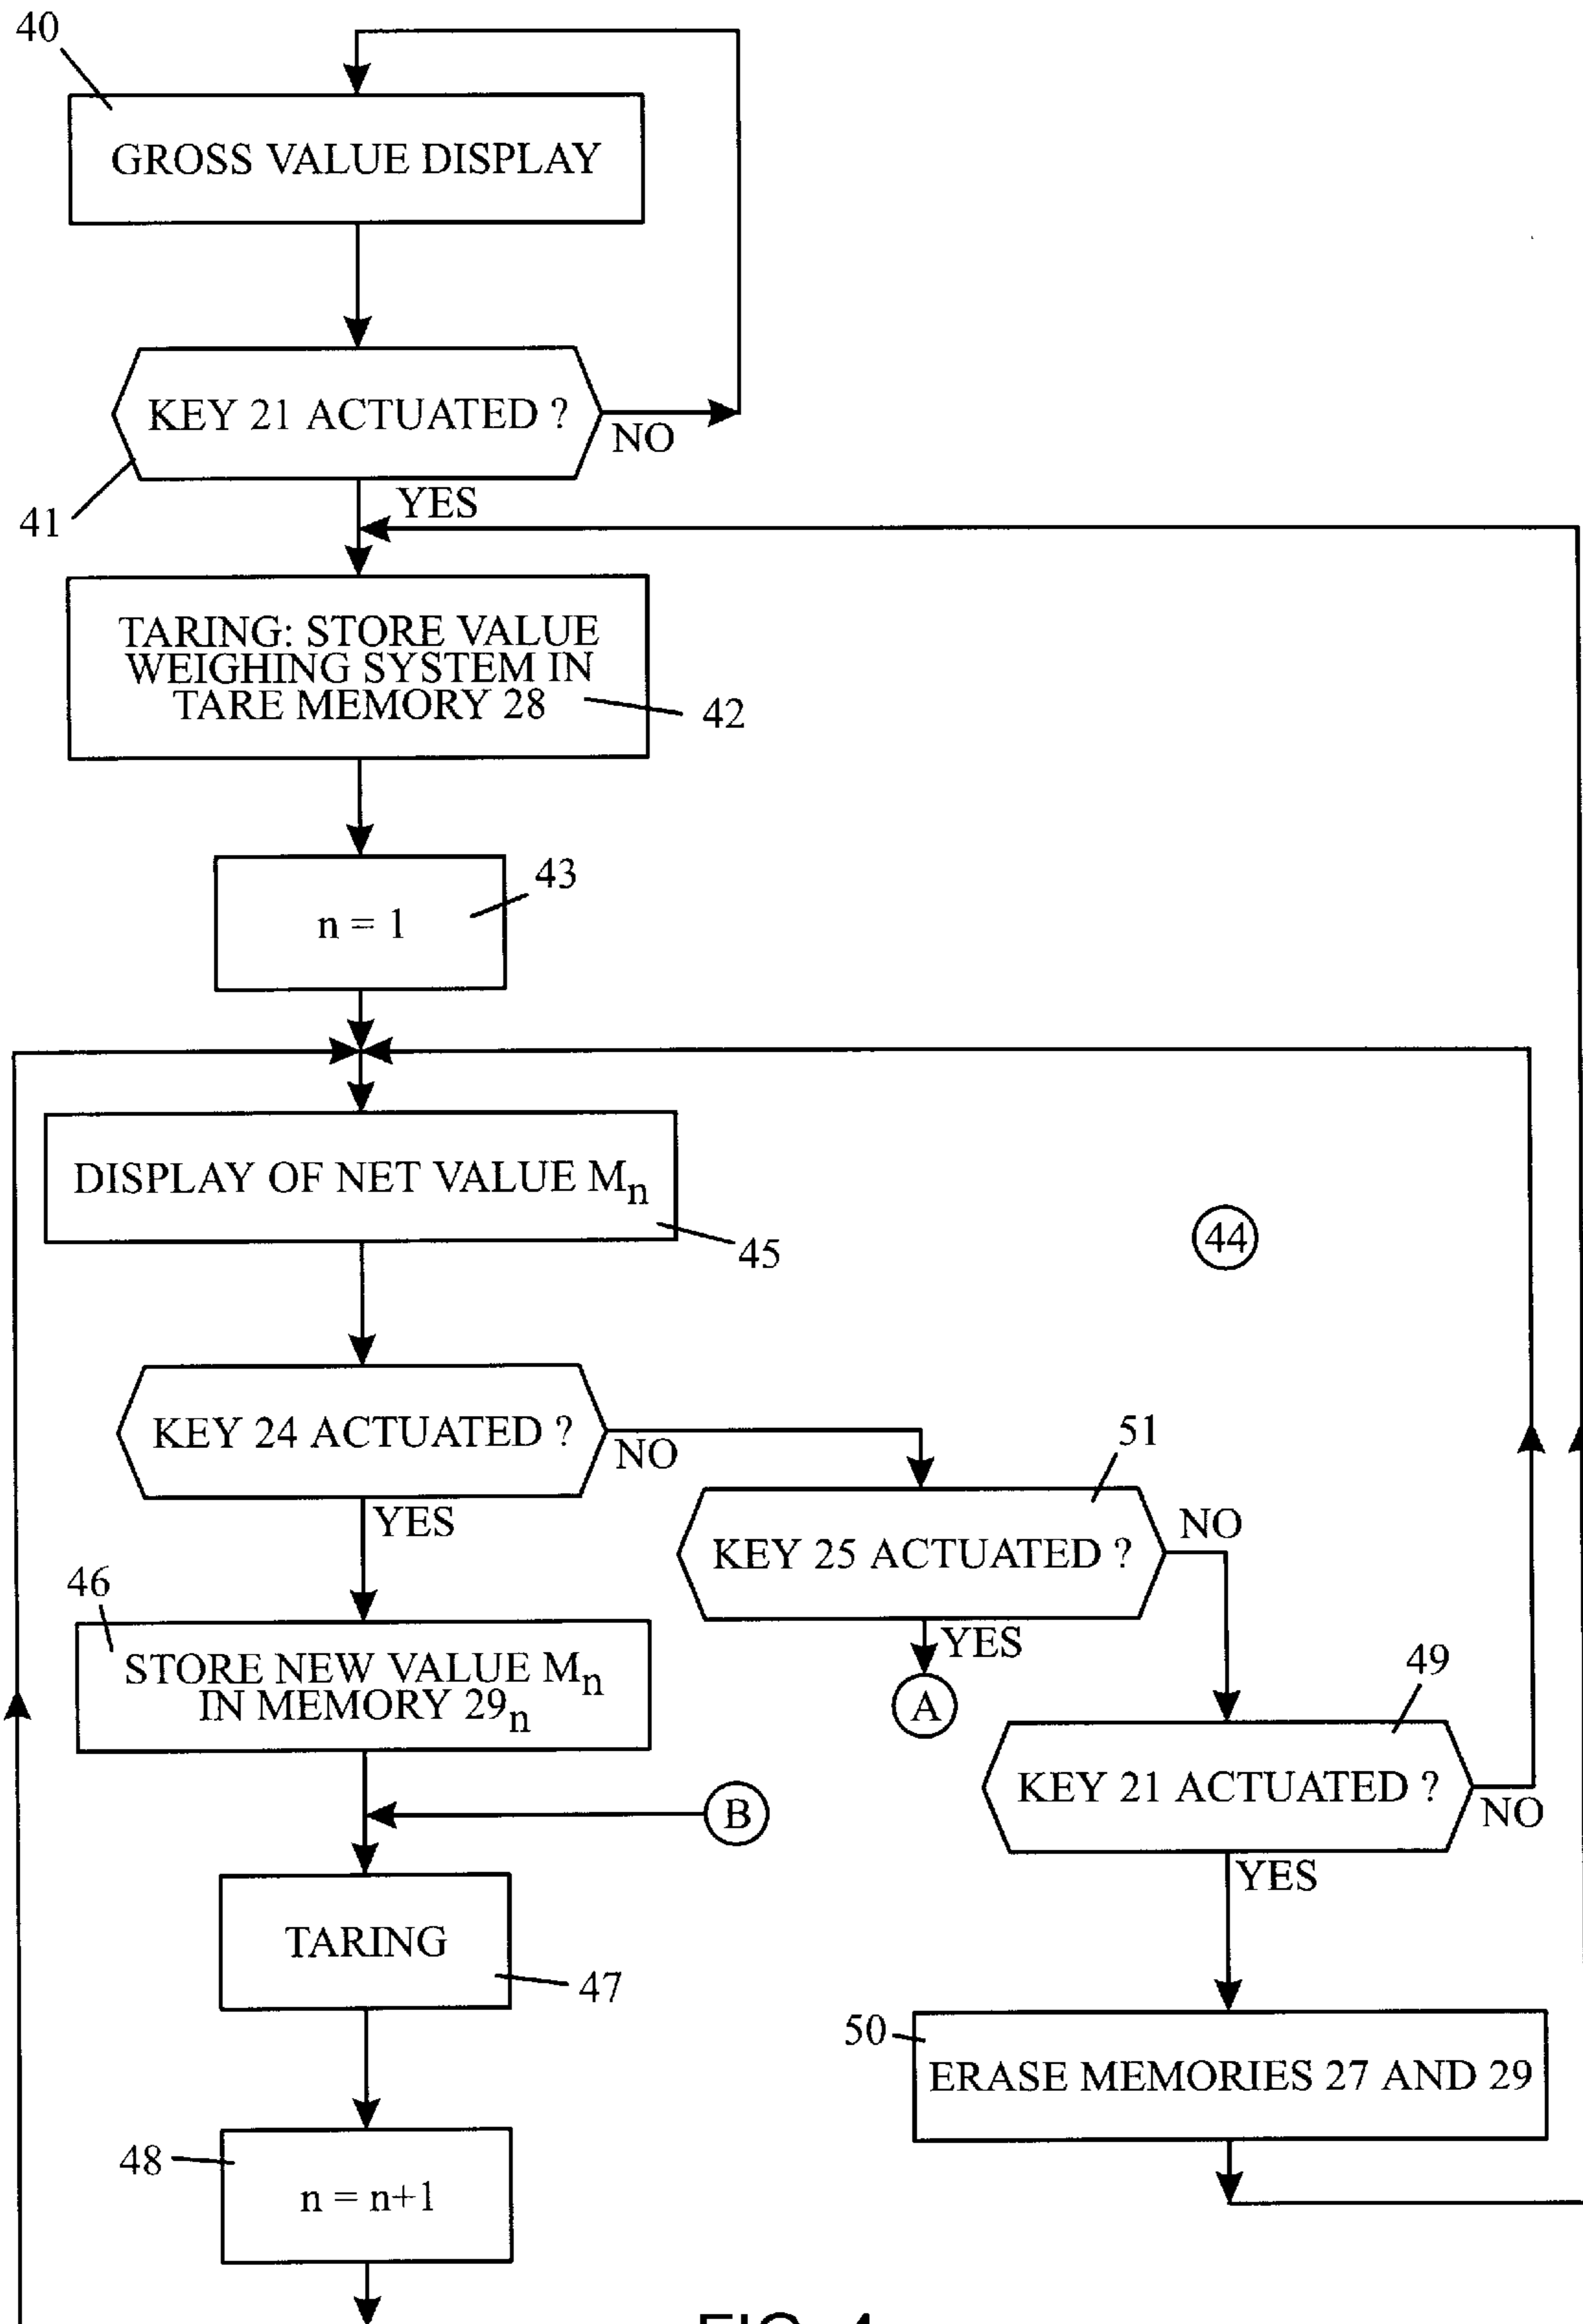 40
GROSS VALUE DISPLAY
KEY 21 ACTUATED ?
NO
41
YES
TARING: STORE VALUE
WEIGHING SYSTEM IN
TARE MEMORY 28
42
43
n = 1
DISPLAY OF NET VALUE Mn
45
44
KEY 24 ACTUATED ?
NO
51
YES
KEY 25 ACTUATED ?
NO
46
YES
STORE NEW VALUE Mn
IN MEMORY 29n
A
49
KEY 21 ACTUATED ?
NO
B
YES
TARING
47
50
ERASE MEMORIES 27 AND 29
48
n = n+1